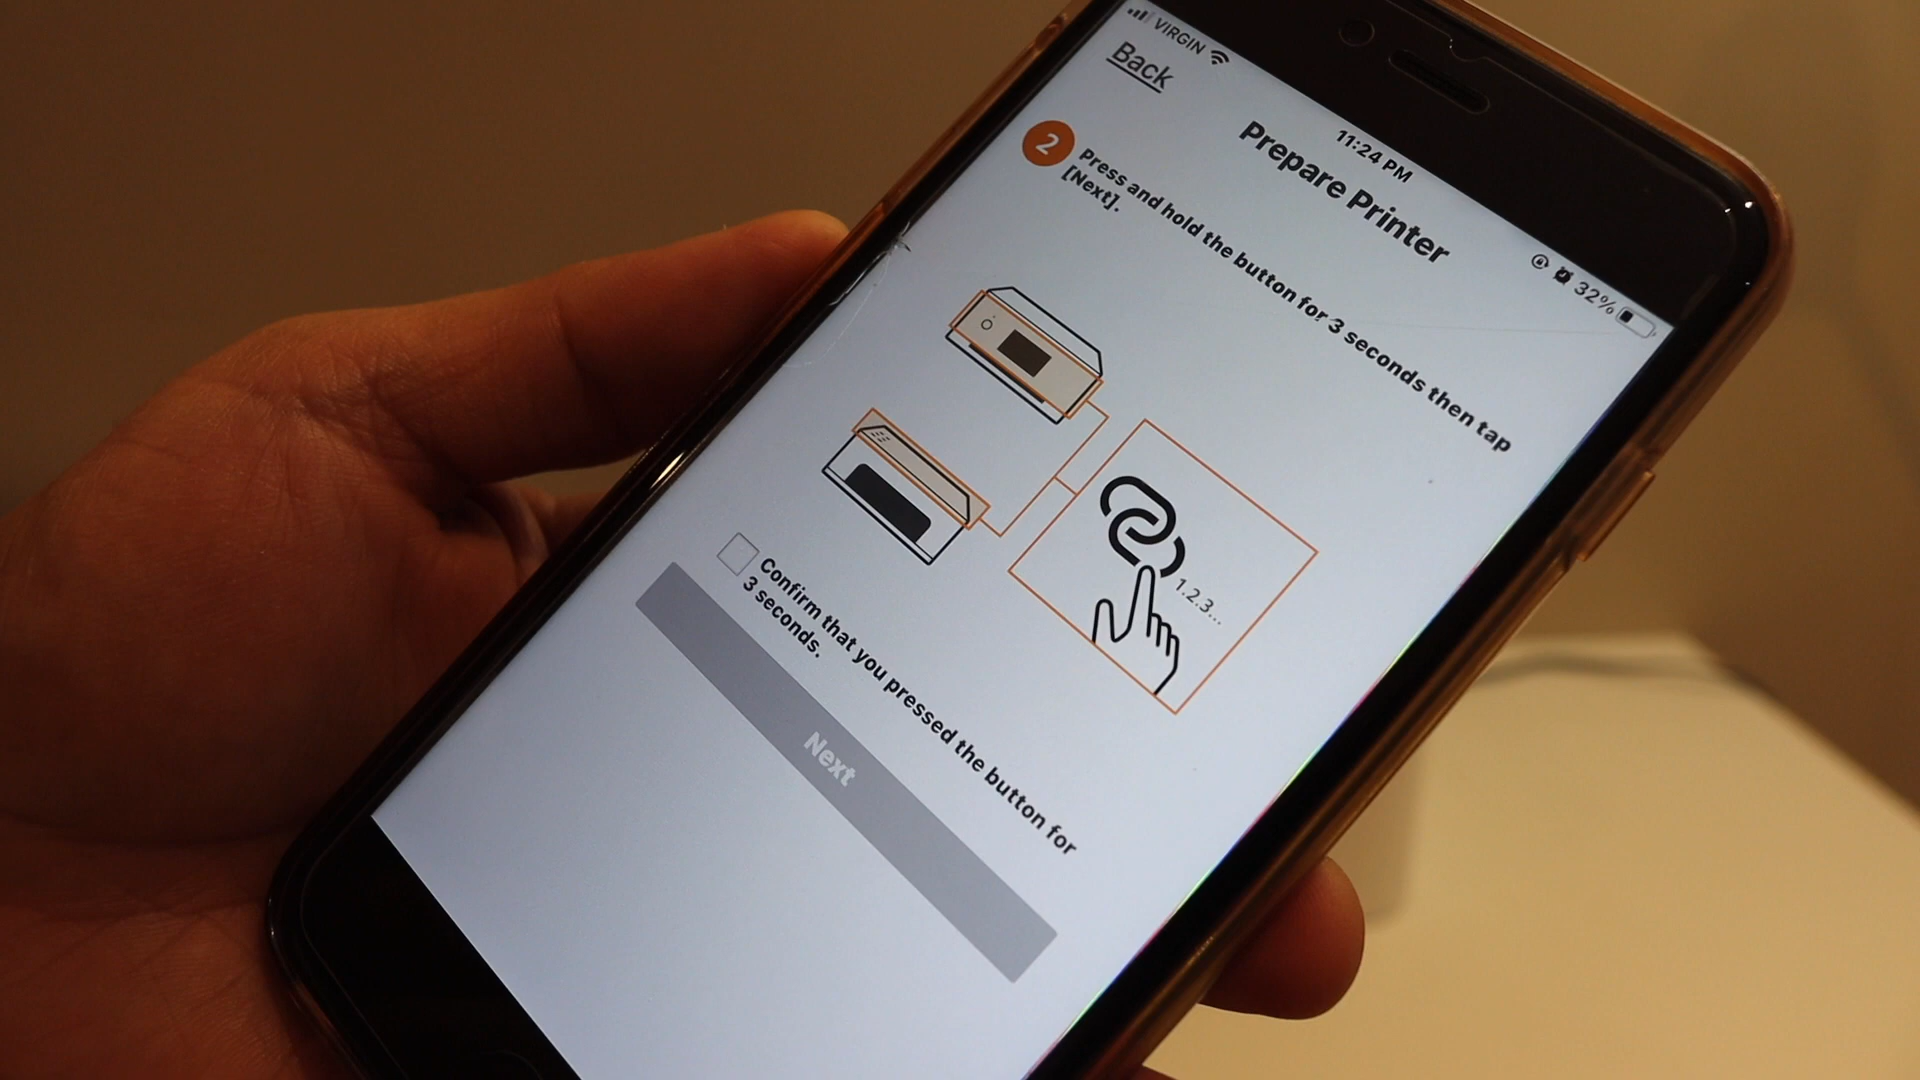 VIRGIN
11:24 PM
32%
Back
Prepare Printer
2
Press and hold the button for 3 seconds then tap
[Next].
1.2.3...
Confirm that you pressed the button for
3 seconds.
Next